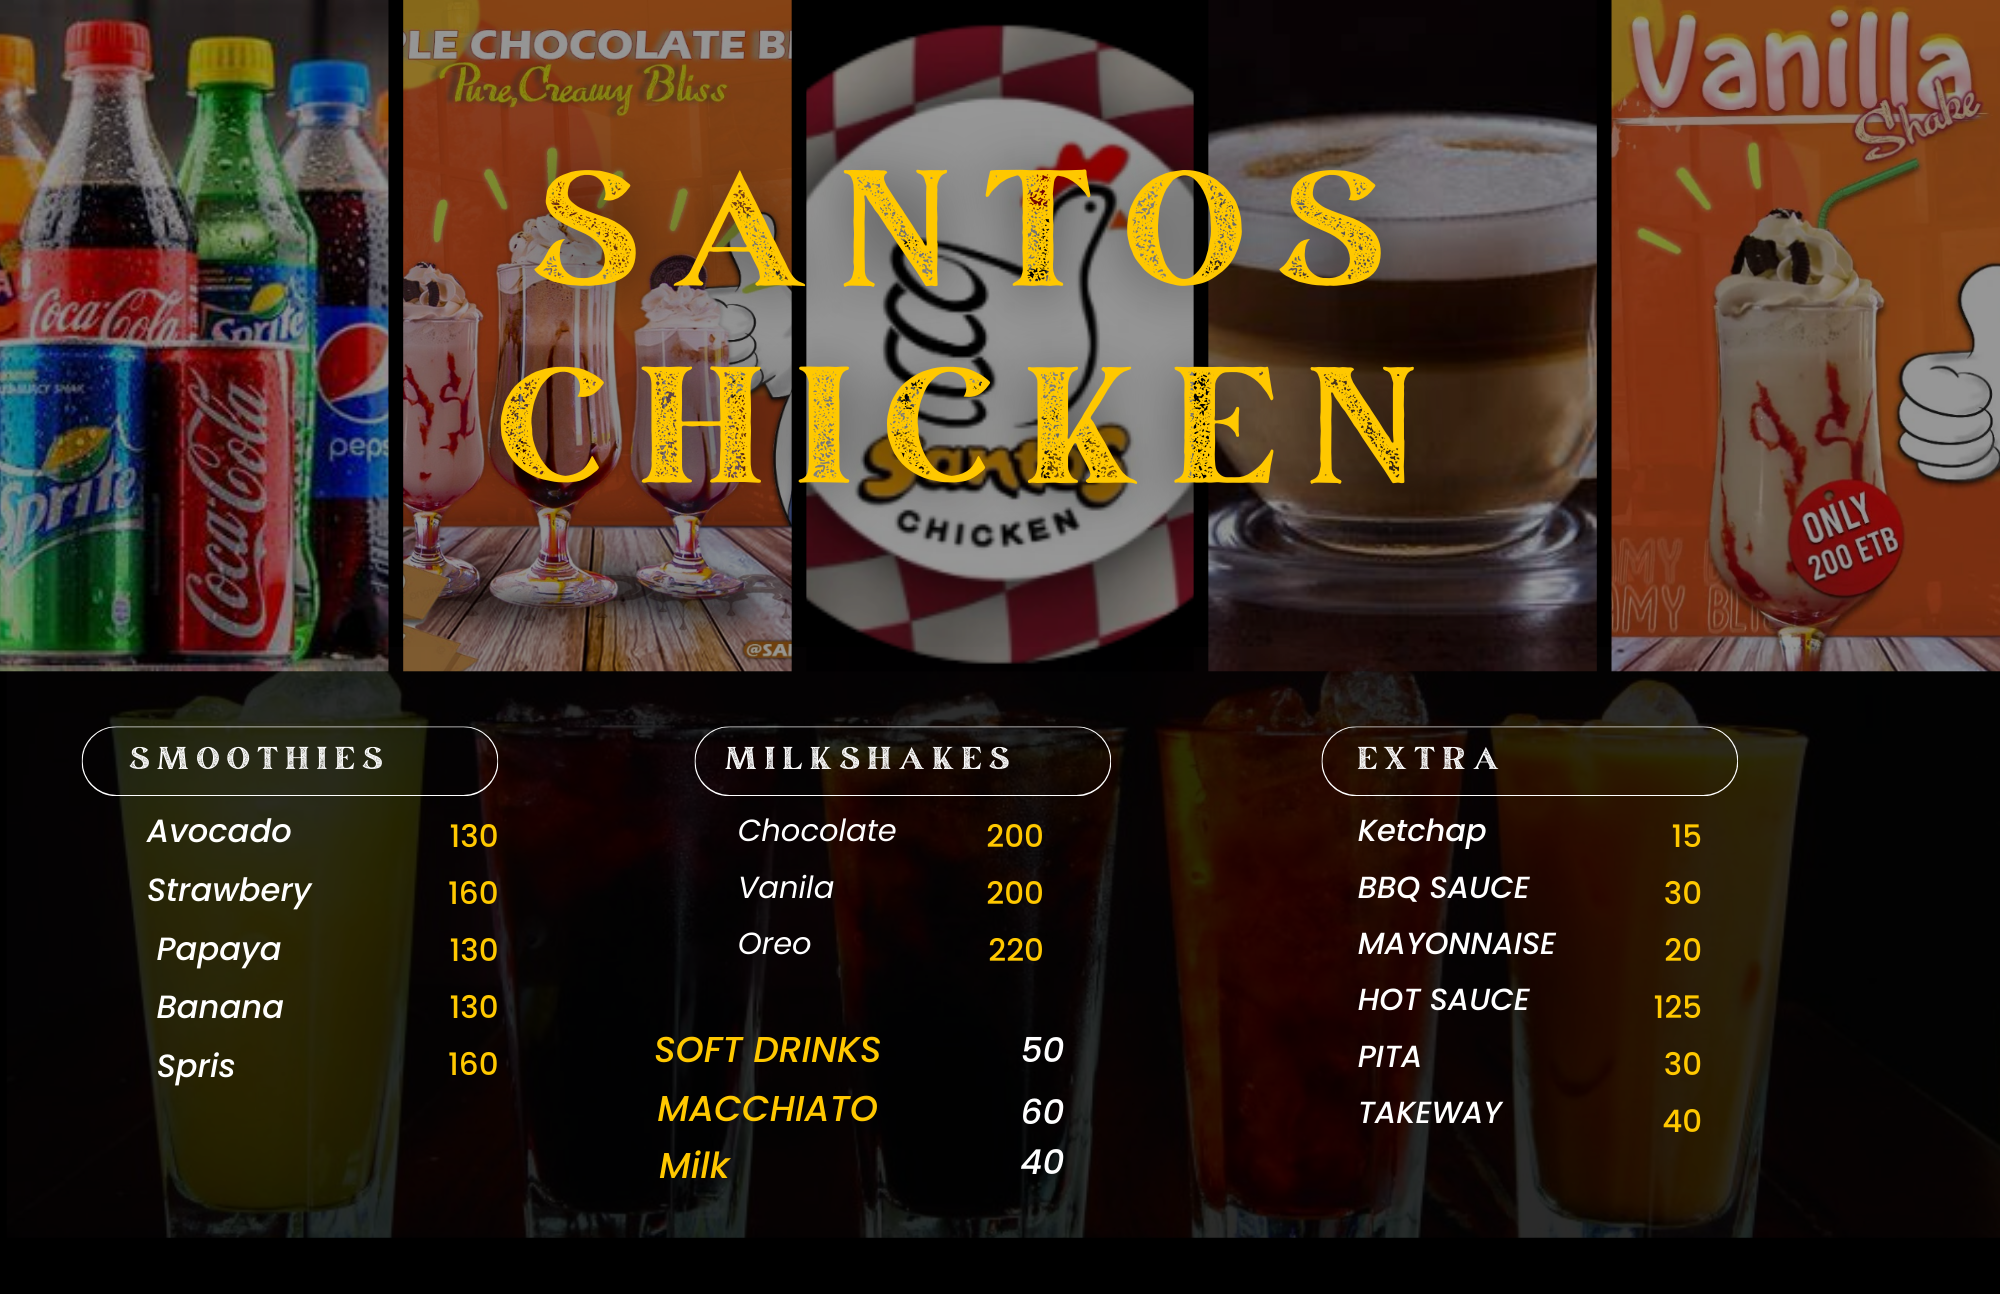 LE CHOCOLATE B
Pure, Creamy Bliss
Vanilla
Shake
SANTOS
CHICKEN
Coca-Cola
Sprite
peps
Sprite
Coca-Cola
Santos
CHICKEN
ONLY
200 ETB
@SA
SMOOTHIES
Avocado 130
Strawbery 160
Papaya 130
Banana 130
Spris 160
MILKSHAKES
Chocolate 200
Vanila 200
Oreo 220
SOFT DRINKS 50
MACCHIATO 60
Milk 40
EXTRA
Ketchap 15
BBQ SAUCE 30
MAYONNAISE 20
HOT SAUCE 125
PITA 30
TAKEWAY 40